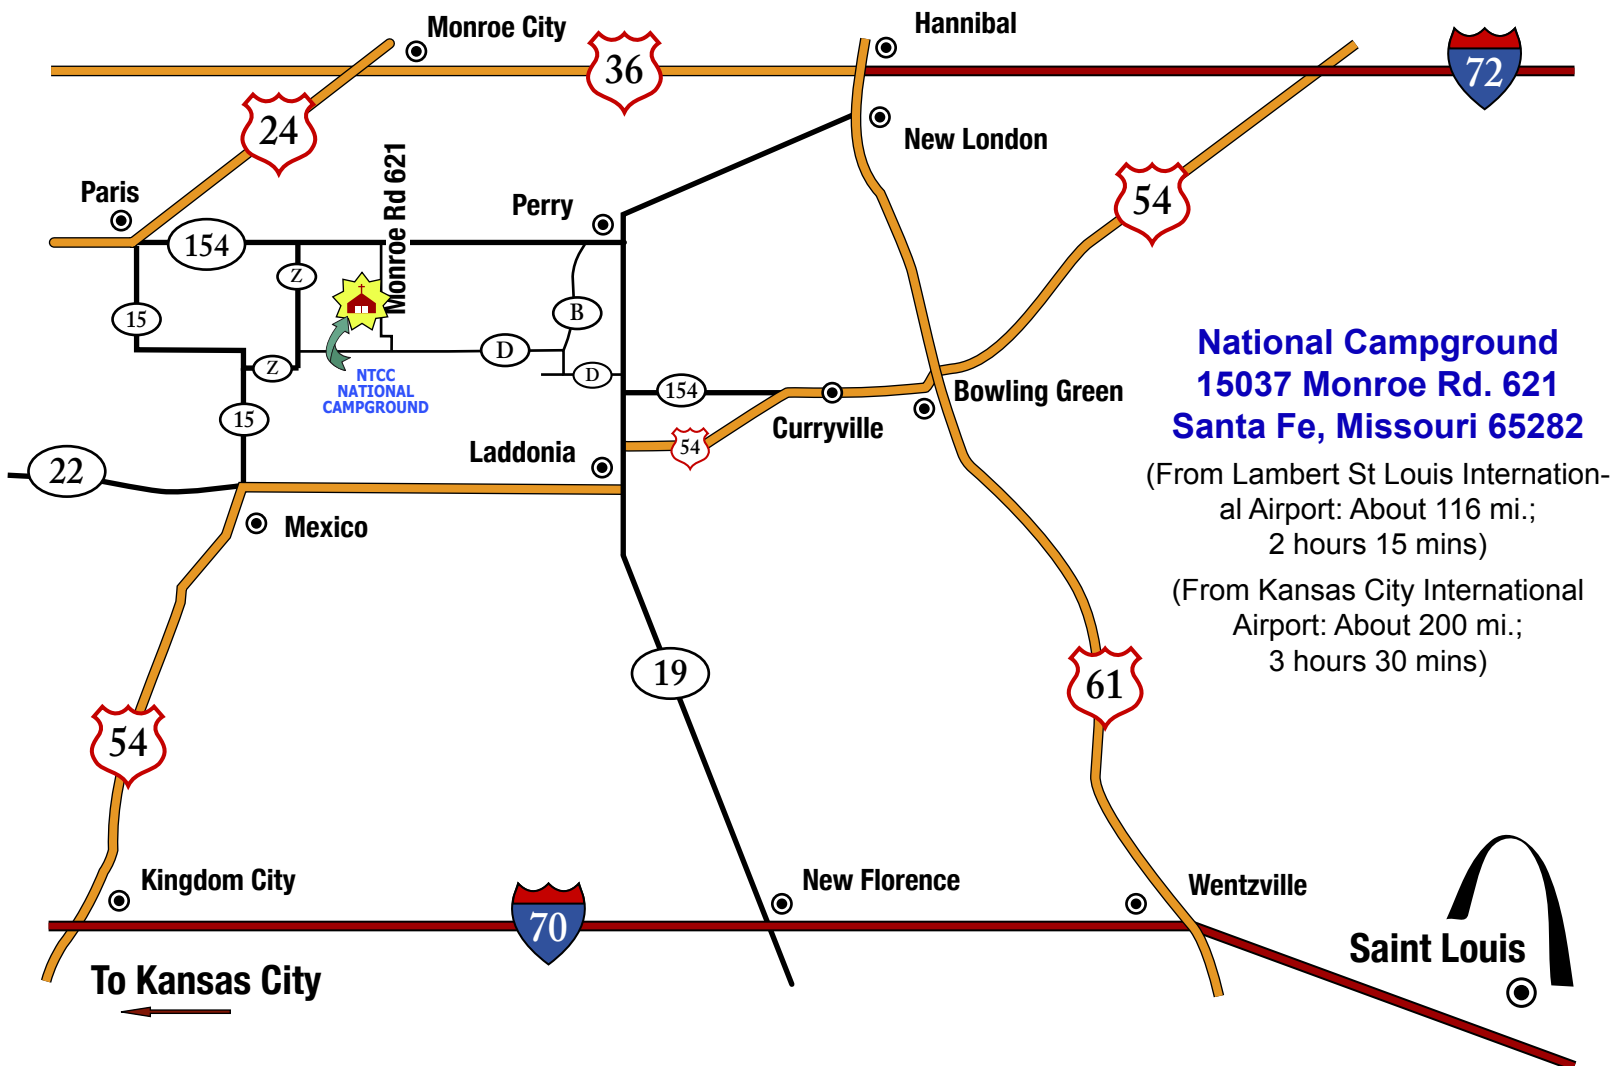 Monroe City
Hannibal
36
72
24
New London
Monroe Rd 621
Paris
Perry
54
154
Z
15
B
D
Z
D
NTCC
NATIONAL
CAMPGROUND
154
Bowling Green
15
Curryville
54
Laddonia
22
Mexico
National Campground
15037 Monroe Rd. 621
Santa Fe, Missouri 65282
(From Lambert St Louis Internation-
al Airport: About 116 mi.;
2 hours 15 mins)
(From Kansas City International
Airport: About 200 mi.;
3 hours 30 mins)
19
61
54
Kingdom City
New Florence
Wentzville
70
Saint Louis
To Kansas City